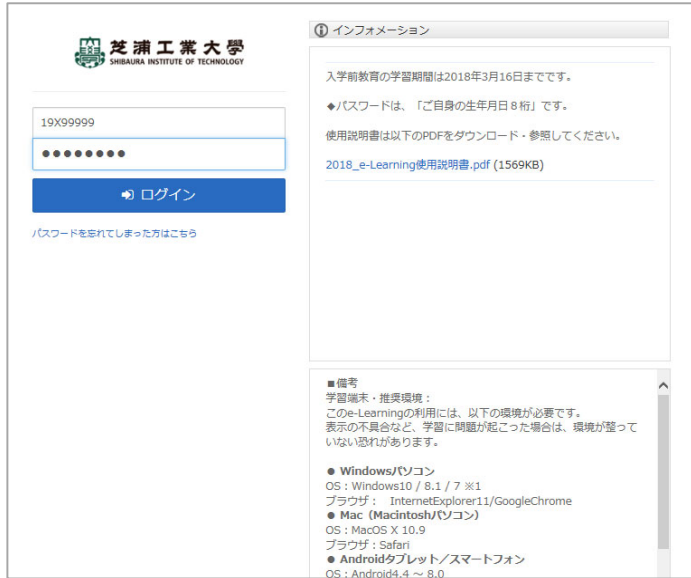 芝浦工業大學
SHIBAURA INSTITUTE OF TECHNOLOGY
19X99999
●●●●●●●●
ログイン
パスワードを忘れてしまった方はこちら
インフォメーション
入学前教育の学習期間は2018年3月16日までです。
◆パスワードは、「ご自身の生年月日8桁」です。
使用説明書は以下のPDFをダウンロード・参照してください。
2018_e-Learning使用説明書.pdf (1569KB)
■備考
学習端末・推奨環境：
このe-Learningの利用には、以下の環境が必要です。
表示の不具合など、学習に問題が起こった場合は、環境が整って
いない恐れがあります。
● Windowsパソコン
OS：Windows10 / 8.1 / 7 ※1
ブラウザ： InternetExplorer11/GoogleChrome
● Mac（Macintoshパソコン）
OS：MacOS X 10.9
ブラウザ：Safari
● Androidタブレット／スマートフォン
OS：Android4.4 ～ 8.0